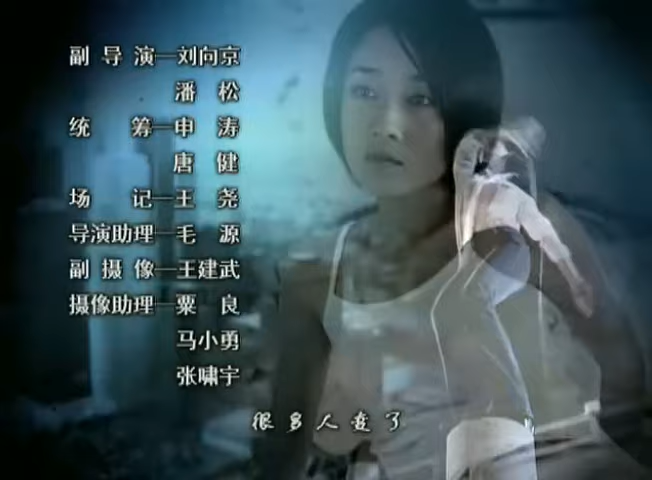 副导演—刘向京
潘松
统筹—申涛
唐健
场记—王尧
导演助理—毛源
副摄像—王建武
摄像助理—粟良
马小勇
张啸宇
很多人变了